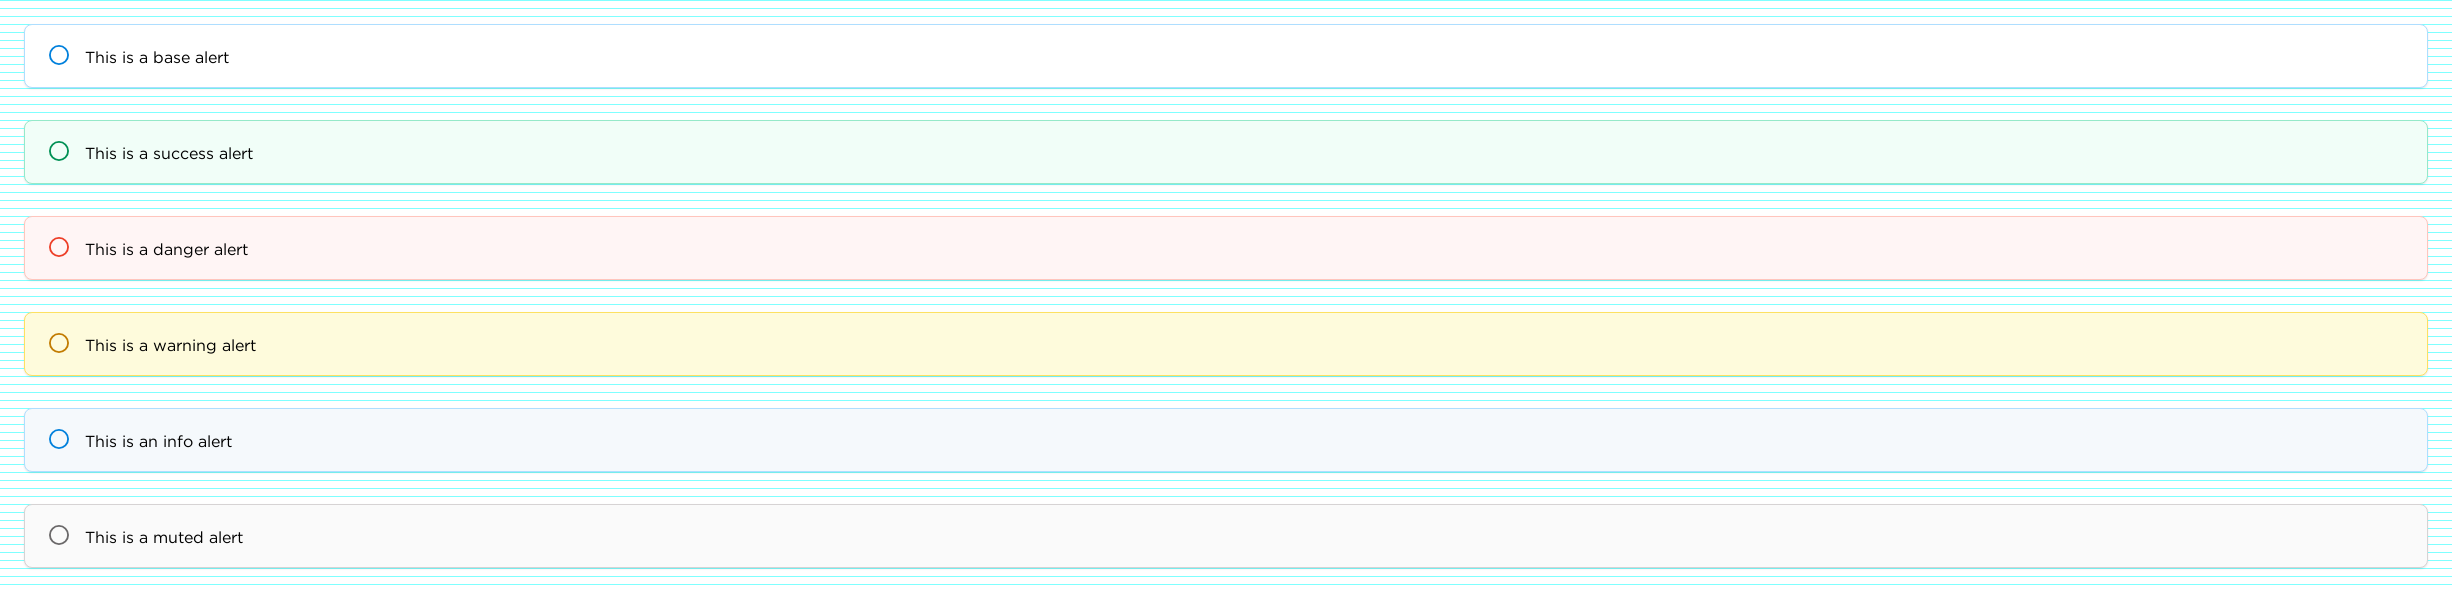 This is a base alert
This is a success alert
This is a danger alert
This is a warning alert
This is an info alert
This is a muted alert